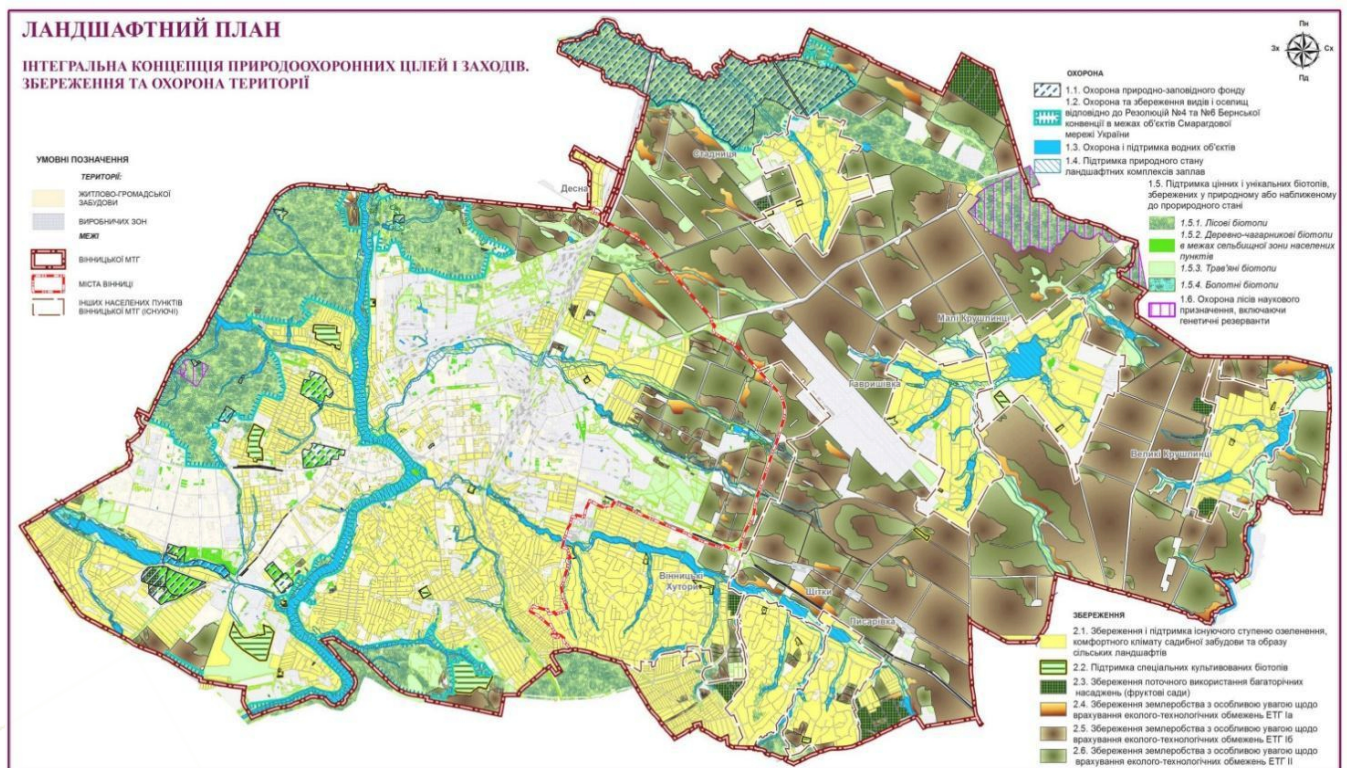 ЛАНДШАФТНИЙ ПЛАН
ІНТЕГРАЛЬНА КОНЦЕПЦІЯ ПРИРОДООХОРОННИХ ЦІЛЕЙ І ЗАХОДІВ.
ЗБЕРЕЖЕННЯ ТА ОХОРОНА ТЕРИТОРІЇ
УМОВНІ ПОЗНАЧЕННЯ
ТЕРИТОРІЇ:
ЖИТЛОВО-ГРОМАДСЬКОЇ
ЗАБУДОВИ
ВИРОБНИЧИХ ЗОН
МЕЖІ
ВІННИЦЬКОЇ МТГ
МІСТА ВІННИЦІ
ІНШИХ НАСЕЛЕНИХ ПУНКТІВ
ВІННИЦЬКОЇ МТГ (ІСНУЮЧІ)
Пн
Зх
Сх
Пд
ОХОРОНА
1.1. Охорона природно-заповідного фонду
1.2. Охорона та збереження видів і оселищ
відповідно до Резолюцій №4 та №6 Бернської
конвенції в межах об'єктів Смарагдової
мережі України
1.3. Охорона і підтримка водних об'єктів
1.4. Підтримка природного стану
ландшафтних комплексів заплав
1.5. Підтримка цінних і унікальних біотопів,
збережених у природному або наближеному
до прородирного стані
1.5.1. Лісові біотопи
1.5.2. Деревно-чагарникові біотопи
в межах сельбищної зони населених
пунктів
1.5.3. Трав'яні біотопи
1.5.4. Болотні біотопи
1.6. Охорона лісів наукового
призначення, включаючи
генетичні резерванти
Стадниця
Десна
Малі Крушлинці
Гавришівка
Великі Крушлинці
Вінницькі
Хутори
Щітки
Писарівка
ЗБЕРЕЖЕННЯ
2.1. Збереження і підтримка існуючого ступеню озеленення,
комфортного клімату садибної забудови та образу
сільських ландшафтів
2.2. Підтримка спеціальних культивованих біотопів
2.3. Збереження поточного використання багаторічних
насаджень (фруктові сади)
2.4. Збереження землеробства з особливою увагою щодо
врахування еколого-технологічних обмежень ЕТГ Іа
2.5. Збереження землеробства з особливою увагою щодо
врахування еколого-технологічних обмежень ЕТГ Іб
2.6. Збереження землеробства з особливою увагою щодо
врахування еколого-технологічних обмежень ЕТГ ІІ